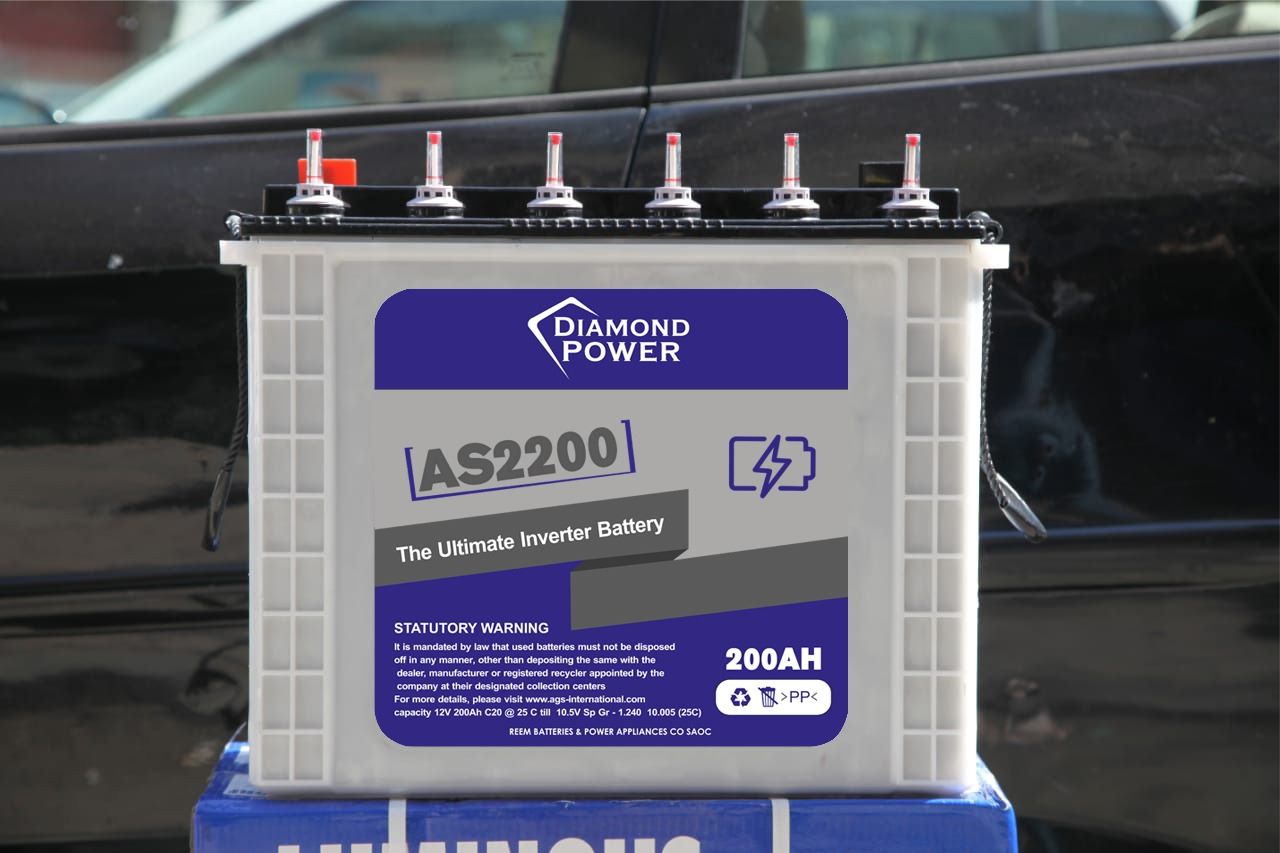 DIAMOND
POWER
AS2200
The Ultimate Inverter Battery
STATUTORY WARNING
It is mandated by law that used batteries must not be disposed
off in any manner, other than depositing the same with the
dealer, manufacturer or registered recycler appointed by the
company at their designated collection centers
For more details, please visit www.ags-international.com
capacity 12V 200Ah C20 @ 25 C till 10.5V Sp Gr - 1.240 10.005 (25C)
200AH
>PP<
REEM BATTERIES & POWER APPLIANCES CO SAOC
LUMINOUS